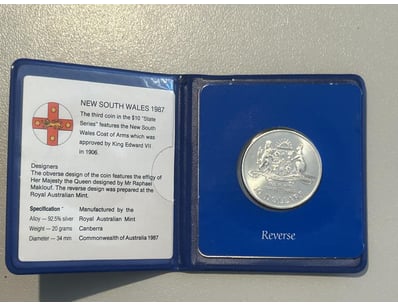 NEW SOUTH WALES 1987
The third coin in the $10 "State
Series" features the New South
Wales Coat of Arms which was
approved by King Edward VII
in 1906.
Designers
The obverse design of the coin features the effigy of
Her Majesty the Queen designed by Mr Raphael
Maklouf. The reverse design was prepared at the
Royal Australian Mint.
Specification Manufactured by the
Alloy — 92.5% silver Royal Australian Mint
Weight — 20 grams Canberra
Diameter — 34 mm Commonwealth of Australia 1987
Reverse